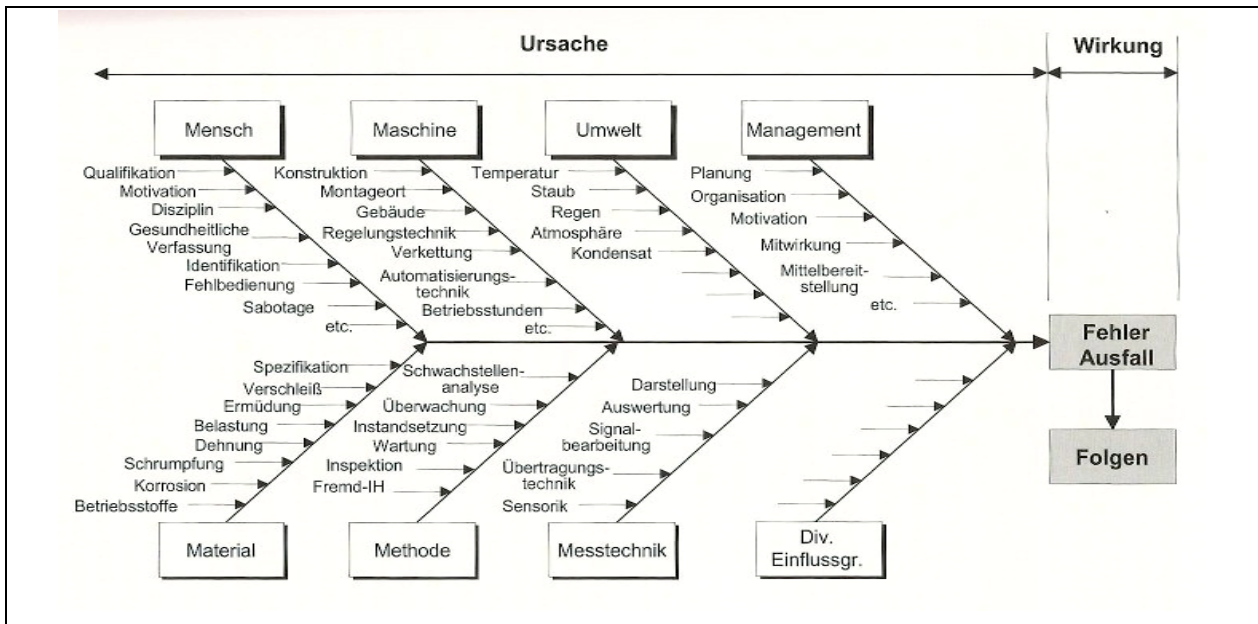 Ursache
Wirkung
Mensch
Maschine
Umwelt
Management
Qualifikation
Motivation
Disziplin
Gesundheitliche
Verfassung
Identifikation
Fehlbedienung
Sabotage
etc.
Konstruktion
Montageort
Gebäude
Regelungstechnik
Verkettung
Automatisierungs-
technik
Betriebsstunden
etc.
Temperatur
Staub
Regen
Atmosphäre
Kondensat
Planung
Organisation
Motivation
Mitwirkung
Mittelbereit-
stellung
etc.
Fehler
Ausfall
Folgen
Spezifikation
Verschleiß
Ermüdung
Belastung
Dehnung
Schrumpfung
Korrosion
Betriebsstoffe
Schwachstellen-
analyse
Überwachung
Instandsetzung
Wartung
Inspektion
Fremd-IH
Darstellung
Auswertung
Signal-
bearbeitung
Übertragungs-
technik
Sensorik
Material
Methode
Messtechnik
Div.
Einflussgr.